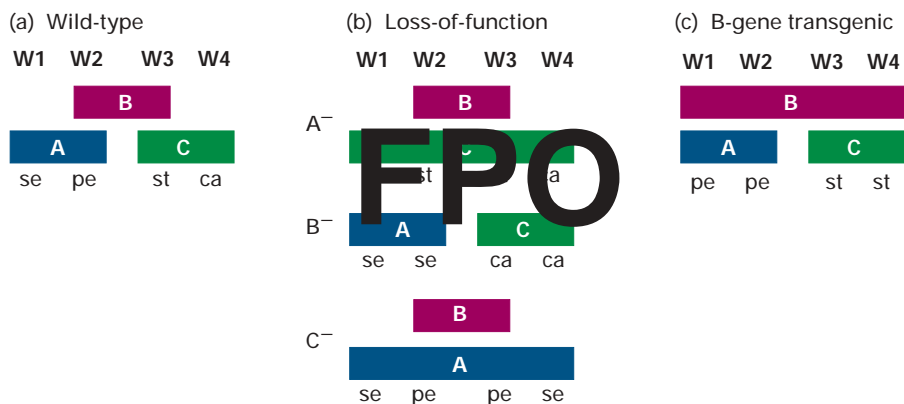 (a) Wild-type
W1 W2 W3 W4
B
A C
se pe st ca
(b) Loss-of-function
W1 W2 W3 W4
A⁻
B
C
st
FPO
B⁻
A C
se se ca ca
C⁻
B
A
se pe pe se
(c) B-gene transgenic
W1 W2 W3 W4
B
A C
pe pe st st